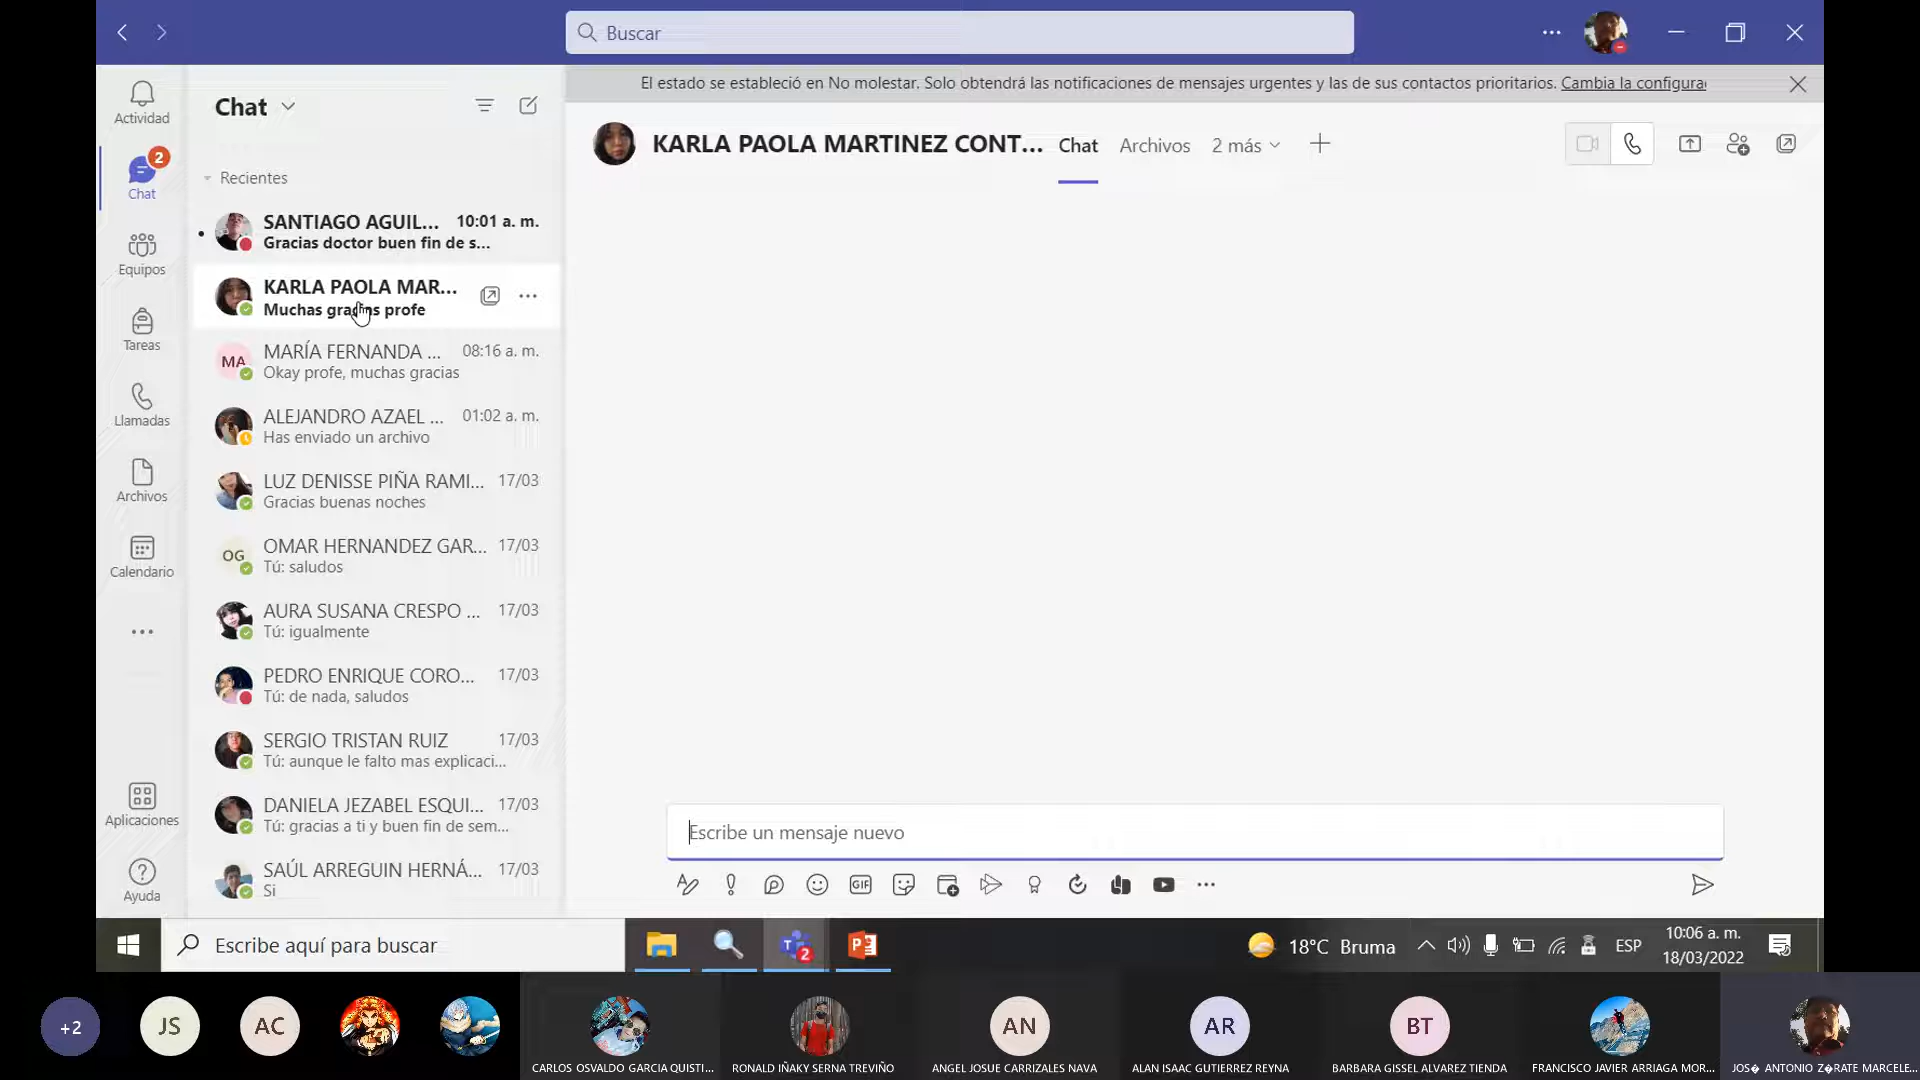 Buscar
El estado se estableció en No molestar. Solo obtendrá las notificaciones de mensajes urgentes y las de sus contactos prioritarios. Cambia la configura
Actividad
2
Chat
Equipos
Tareas
Llamadas
Archivos
Calendario
Aplicaciones
Ayuda
Chat
Recientes
SANTIAGO AGUIL... 10:01 a. m.
Gracias doctor buen fin de s...
KARLA PAOLA MAR...
Muchas gracias profe
MA
MARÍA FERNANDA ... 08:16 a. m.
Okay profe, muchas gracias
ALEJANDRO AZAEL ... 01:02 a. m.
Has enviado un archivo
LUZ DENISSE PIÑA RAMI... 17/03
Gracias buenas noches
OG
OMAR HERNANDEZ GAR... 17/03
Tú: saludos
AURA SUSANA CRESPO ... 17/03
Tú: igualmente
PEDRO ENRIQUE CORO... 17/03
Tú: de nada, saludos
SERGIO TRISTAN RUIZ 17/03
Tú: aunque le falto mas explicaci...
DANIELA JEZABEL ESQUI... 17/03
Tú: gracias a ti y buen fin de sem...
SAÚL ARREGUIN HERNÁ... 17/03
Si
KARLA PAOLA MARTINEZ CONT... Chat Archivos 2 más
Escribe un mensaje nuevo
GIF
Escribe aquí para buscar
T
2
P
18°C Bruma
ESP
10:06 a. m.
18/03/2022
+2
JS
AC
AN
AR
BT
CARLOS OSVALDO GARCIA QUISTI...
RONALD IÑAKY SERNA TREVIÑO
ANGEL JOSUE CARRIZALES NAVA
ALAN ISAAC GUTIERREZ REYNA
BARBARA GISSEL ALVAREZ TIENDA
FRANCISCO JAVIER ARRIAGA MOR...
JOS� ANTONIO Z�RATE MARCELE...